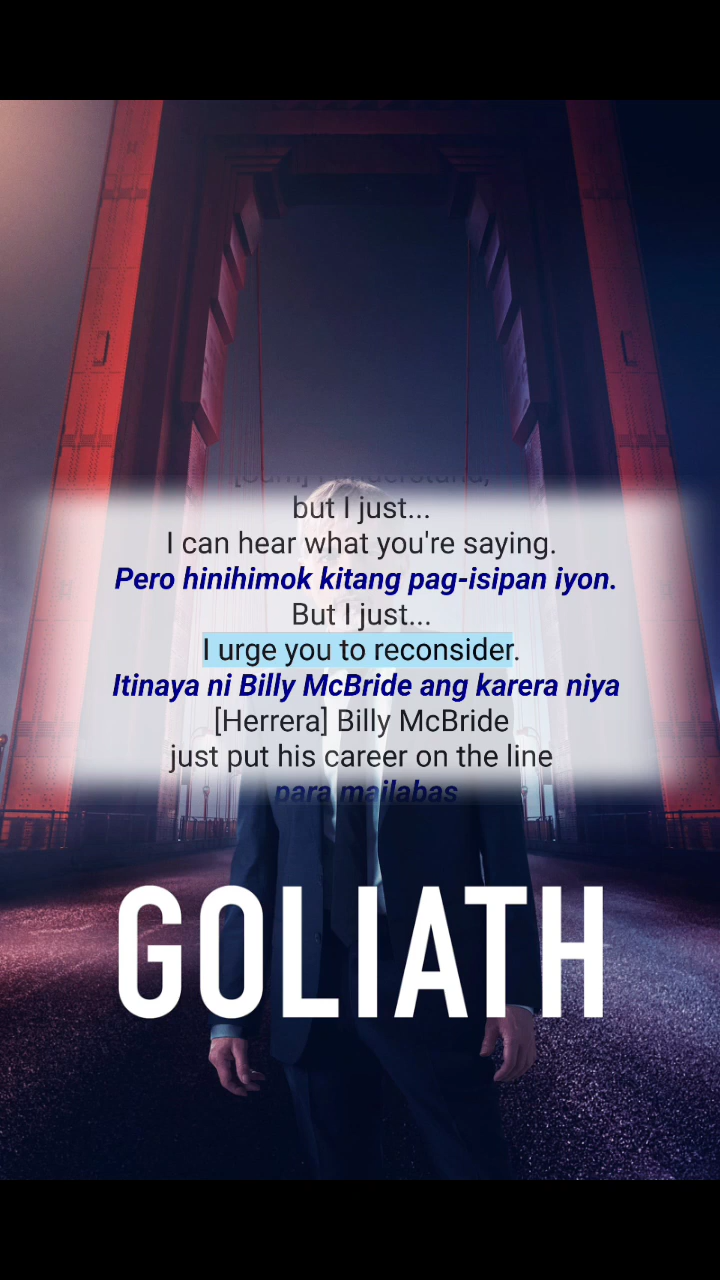 but I just...
I can hear what you're saying.
Pero hinihimok kitang pag-isipan iyon.
But I just...
I urge you to reconsider.
Itinaya ni Billy McBride ang karera niya
[Herrera] Billy McBride
just put his career on the line
para mailabas
GOLIATH